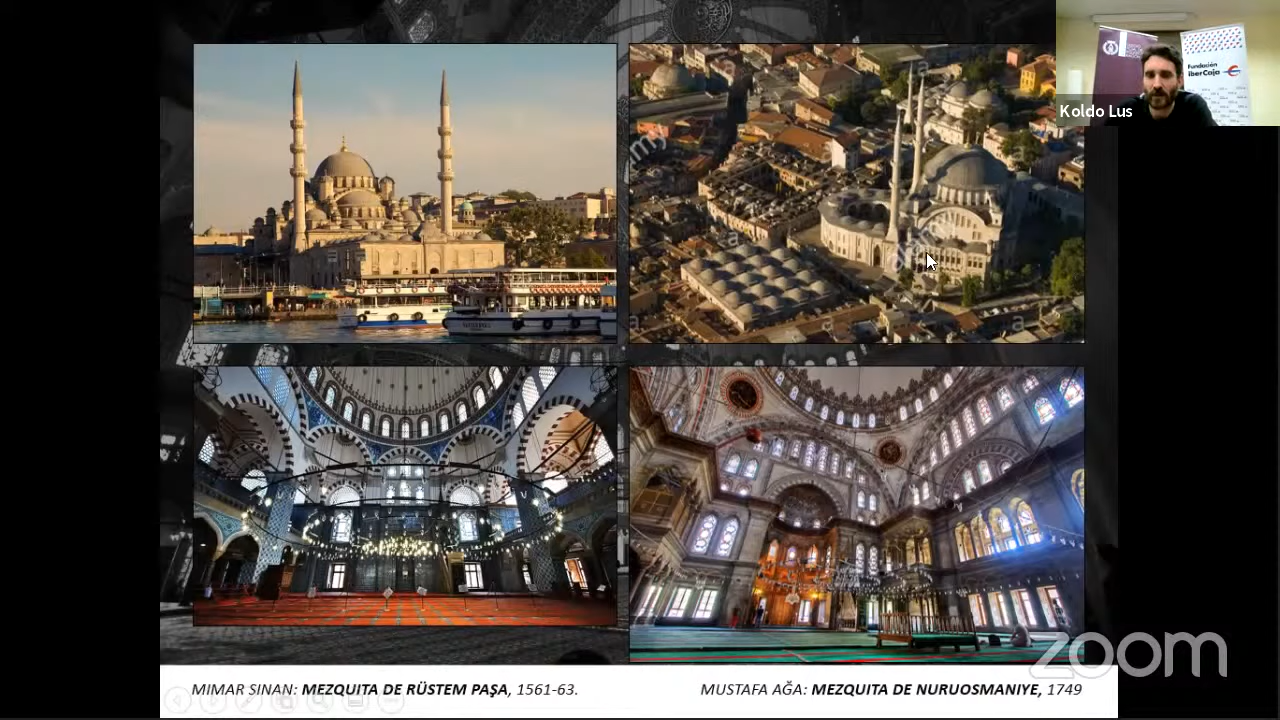 Fundación
iberCaja
Koldo Lus
alamy
zoom
MIMAR SINAN: MEZQUITA DE RÜSTEM PAŞA, 1561-63.
MUSTAFA AĞA: MEZQUITA DE NURUOSMANIYE, 1749